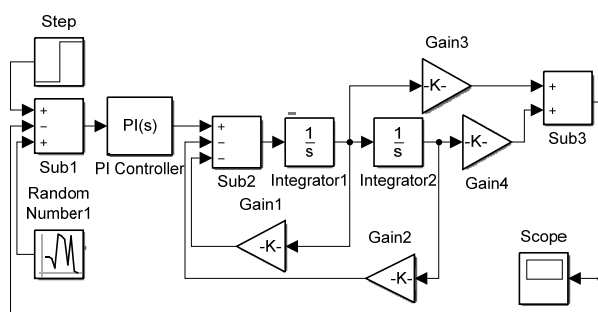 Step
Gain3
-K-
+
+
Sub3
+
−
+
Sub1
PI(s)
PI Controller
+
−
−
Sub2
1
s
Integrator1
1
s
Integrator2
-K-
Gain4
Random
Number1
Gain1
-K-
Gain2
-K-
Scope